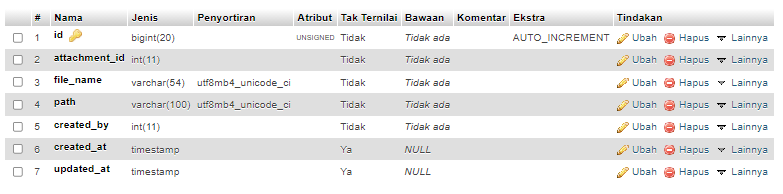 # Nama Jenis Penyortiran Atribut Tak Ternilai Bawaan Komentar Ekstra Tindakan
1 id bigint(20) UNSIGNED Tidak Tidak ada AUTO_INCREMENT Ubah Hapus Lainnya
2 attachment_id int(11) Tidak Tidak ada Ubah Hapus Lainnya
3 file_name varchar(54) utf8mb4_unicode_ci Tidak Tidak ada Ubah Hapus Lainnya
4 path varchar(100) utf8mb4_unicode_ci Tidak Tidak ada Ubah Hapus Lainnya
5 created_by int(11) Tidak Tidak ada Ubah Hapus Lainnya
6 created_at timestamp Ya NULL Ubah Hapus Lainnya
7 updated_at timestamp Ya NULL Ubah Hapus Lainnya